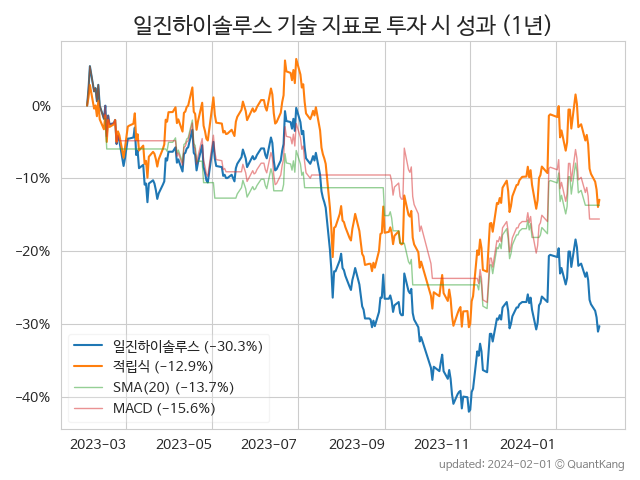 일진하이솔루스 기술 지표로 투자 시 성과 (1년)
0%
−10%
−20%
−30%
−40%
일진하이솔루스 (−30.3%)
적립식 (−12.9%)
SMA(20) (−13.7%)
MACD (−15.6%)
2023−03 2023−05 2023−07 2023−09 2023−11 2024−01
updated: 2024−02−01 © QuantKang